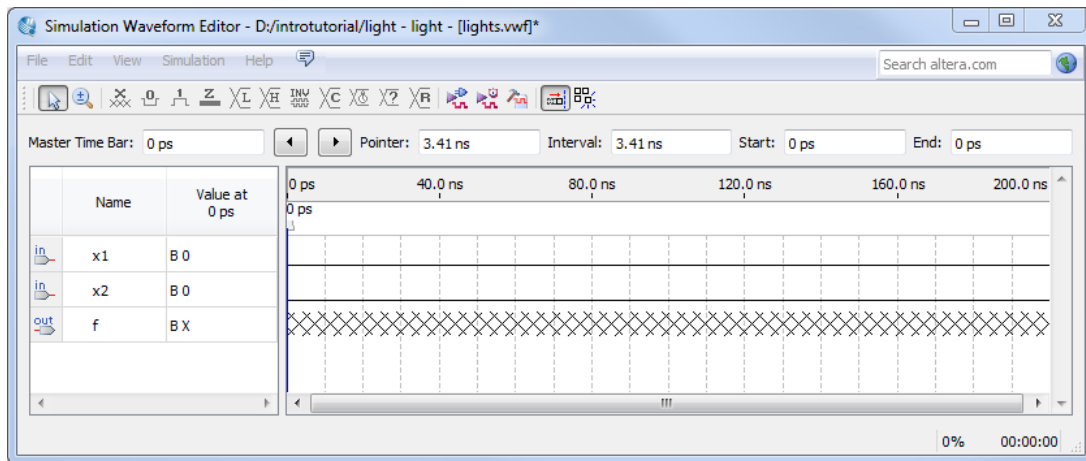 Simulation Waveform Editor - D:/introtutorial/light - light - [lights.vwf]*
File Edit View Simulation Help
Search altera.com
Master Time Bar: 0 ps Pointer: 3.41 ns Interval: 3.41 ns Start: 0 ps End: 0 ps
Name Value at 0 ps
0 ps 40.0 ns 80.0 ns 120.0 ns 160.0 ns 200.0 ns
0 ps
in x1 B 0
in x2 B 0
out f B X
0% 00:00:00